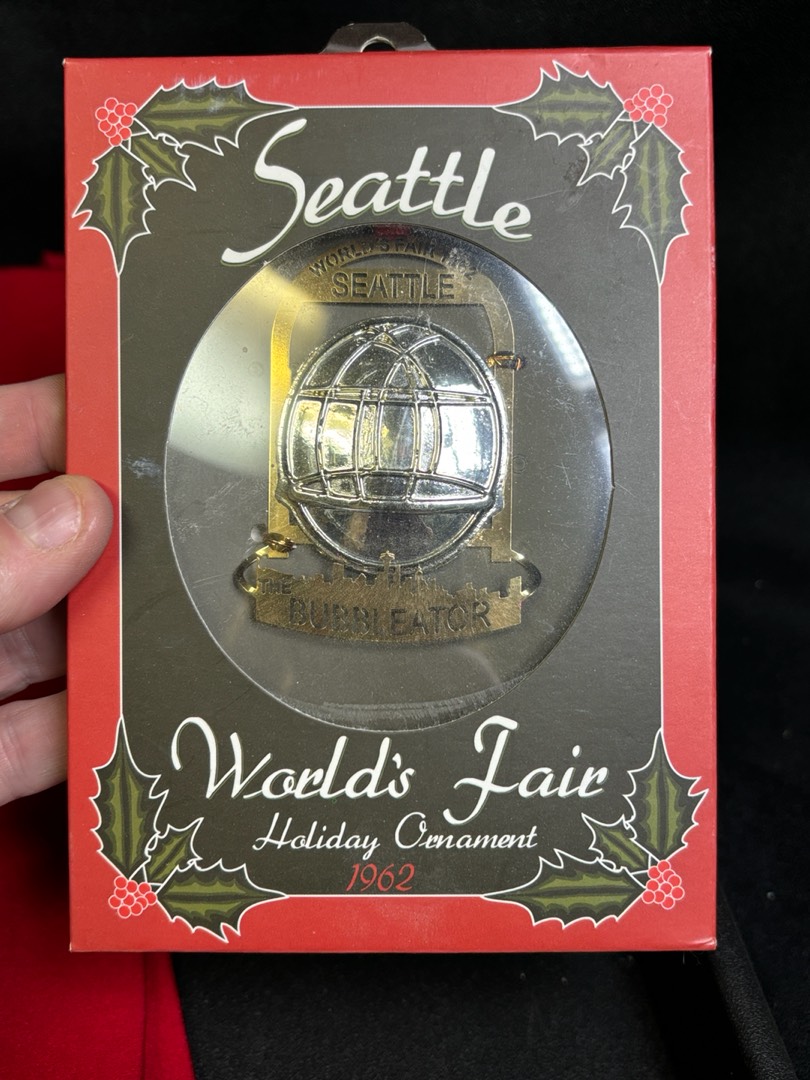 Seattle
WORLD'S FAIR 1962
SEATTLE
THE
BUBBLEATOR
World's Fair
Holiday Ornament
1962